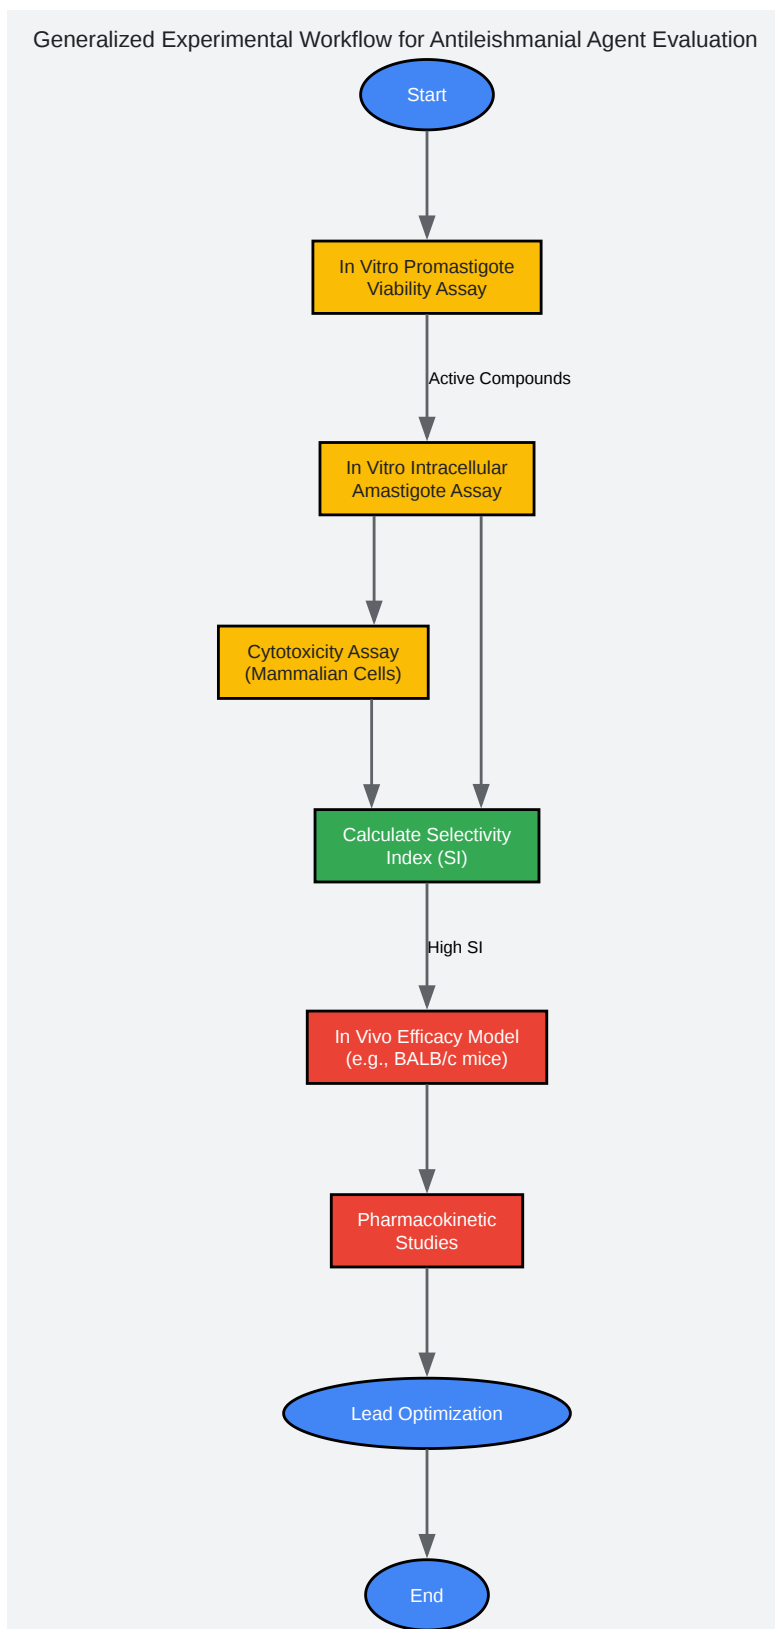 Generalized Experimental Workflow for Antileishmanial Agent Evaluation
Start
In Vitro Promastigote
Viability Assay
Active Compounds
In Vitro Intracellular
Amastigote Assay
Cytotoxicity Assay
(Mammalian Cells)
Calculate Selectivity
Index (SI)
High SI
In Vivo Efficacy Model
(e.g., BALB/c mice)
Pharmacokinetic
Studies
Lead Optimization
End